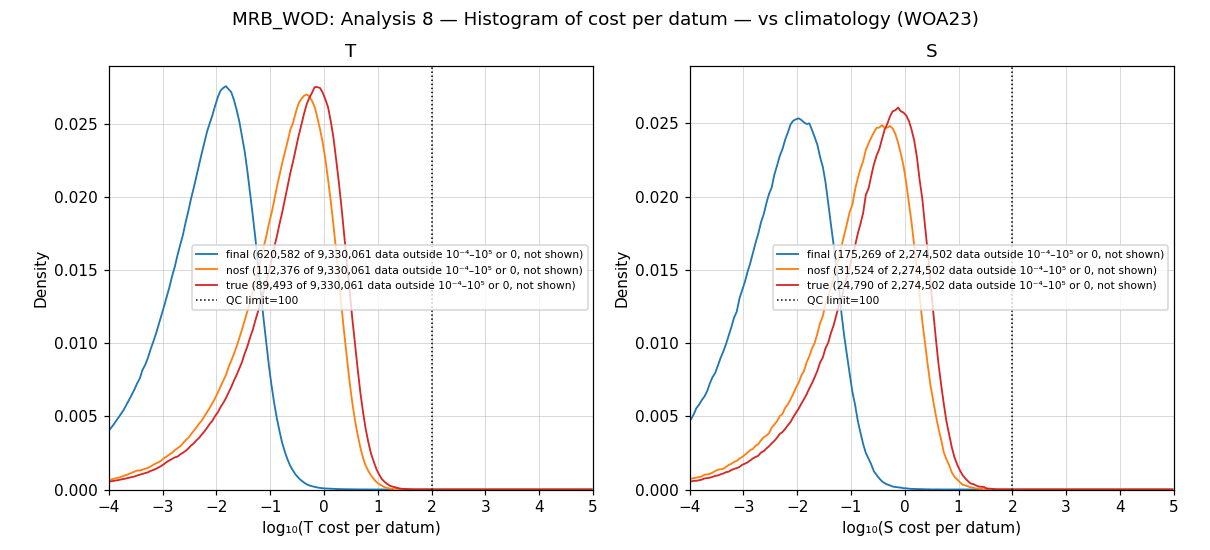 MRB_WOD: Analysis 8 — Histogram of cost per datum — vs climatology (WOA23)
T
Density
0.025
0.020
0.015
0.010
0.005
0.000
final (620,582 of 9,330,061 data outside 10⁻⁴–10⁵ or 0, not shown)
nosf (112,376 of 9,330,061 data outside 10⁻⁴–10⁵ or 0, not shown)
true (89,493 of 9,330,061 data outside 10⁻⁴–10⁵ or 0, not shown)
QC limit=100
−4 −3 −2 −1 0 1 2 3 4 5
log₁₀(T cost per datum)
S
Density
0.025
0.020
0.015
0.010
0.005
0.000
final (175,269 of 2,274,502 data outside 10⁻⁴–10⁵ or 0, not shown)
nosf (31,524 of 2,274,502 data outside 10⁻⁴–10⁵ or 0, not shown)
true (24,790 of 2,274,502 data outside 10⁻⁴–10⁵ or 0, not shown)
QC limit=100
−4 −3 −2 −1 0 1 2 3 4 5
log₁₀(S cost per datum)